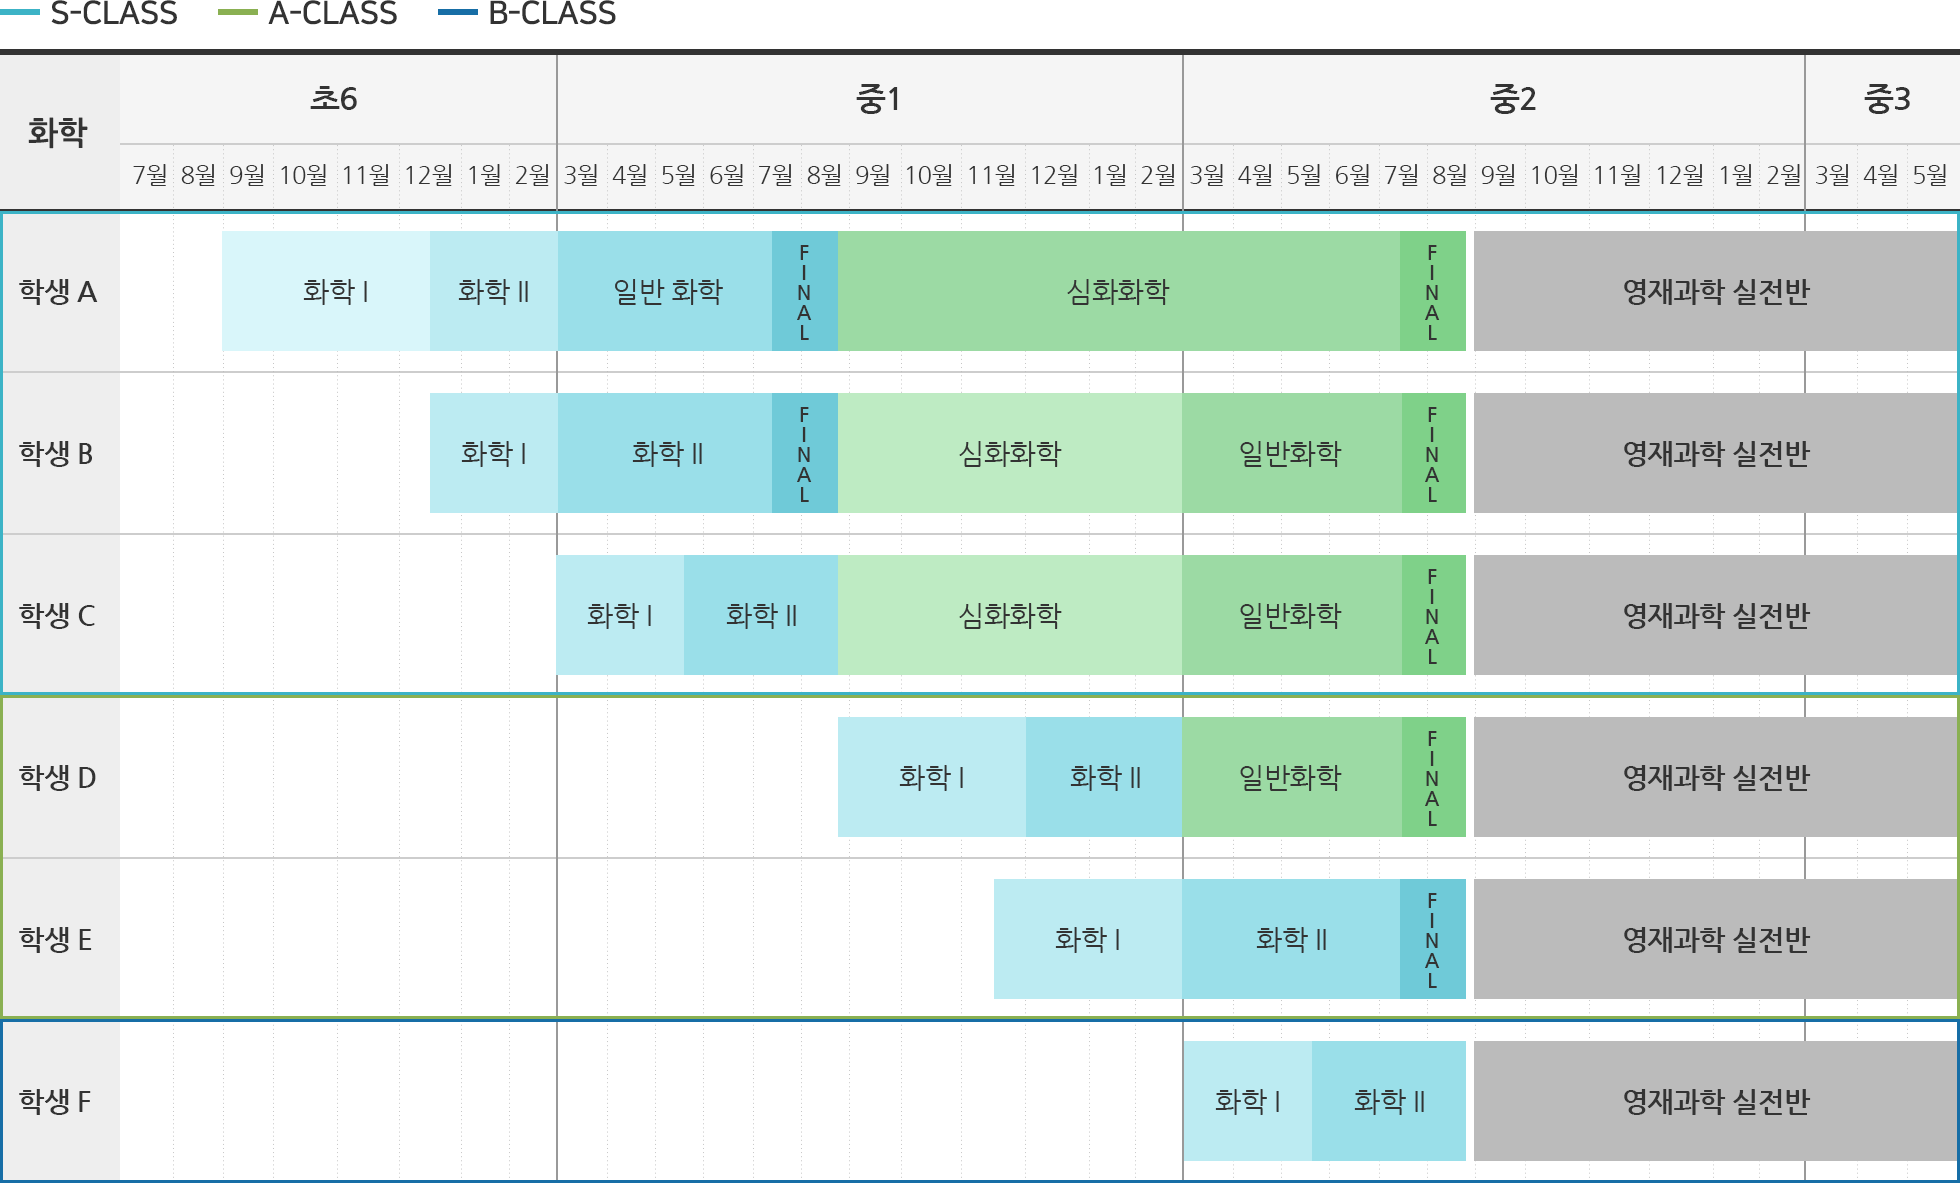 S-CLASS A-CLASS B-CLASS
화학 초6 중1 중2 중3
7월 8월 9월 10월 11월 12월 1월 2월 3월 4월 5월 6월 7월 8월 9월 10월 11월 12월 1월 2월 3월 4월 5월 6월 7월 8월 9월 10월 11월 12월 1월 2월 3월 4월 5월
학생 A 화학 I 화학 II 일반 화학 FINAL 심화화학 FINAL 영재과학 실전반
학생 B 화학 I 화학 II FINAL 심화화학 일반화학 FINAL 영재과학 실전반
학생 C 화학 I 화학 II 심화화학 일반화학 FINAL 영재과학 실전반
학생 D 화학 I 화학 II 일반화학 FINAL 영재과학 실전반
학생 E 화학 I 화학 II FINAL 영재과학 실전반
학생 F 화학 I 화학 II 영재과학 실전반